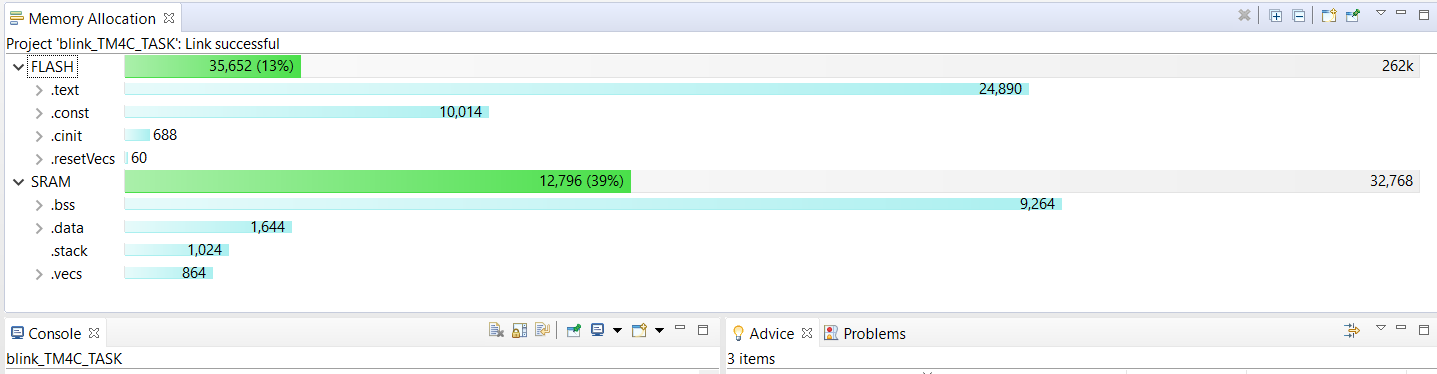 Memory Allocation
Project 'blink_TM4C_TASK': Link successful
FLASH 35,652 (13%) 262k
.text 24,890
.const 10,014
.cinit 688
.resetVecs 60
SRAM 12,796 (39%) 32,768
.bss 9,264
.data 1,644
.stack 1,024
.vecs 864
Console
blink_TM4C_TASK
Advice Problems
3 items